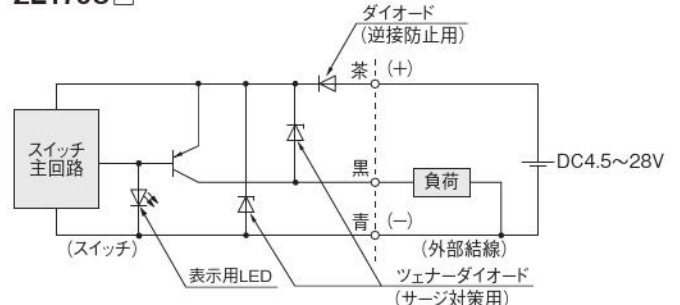 ダイオード
(逆接防止用)
茶 (+)
スイッチ
主回路
黒
負荷
DC4.5～28V
青 (−)
(スイッチ)
(外部結線)
表示用LED
ツェナーダイオード
(サージ対策用)